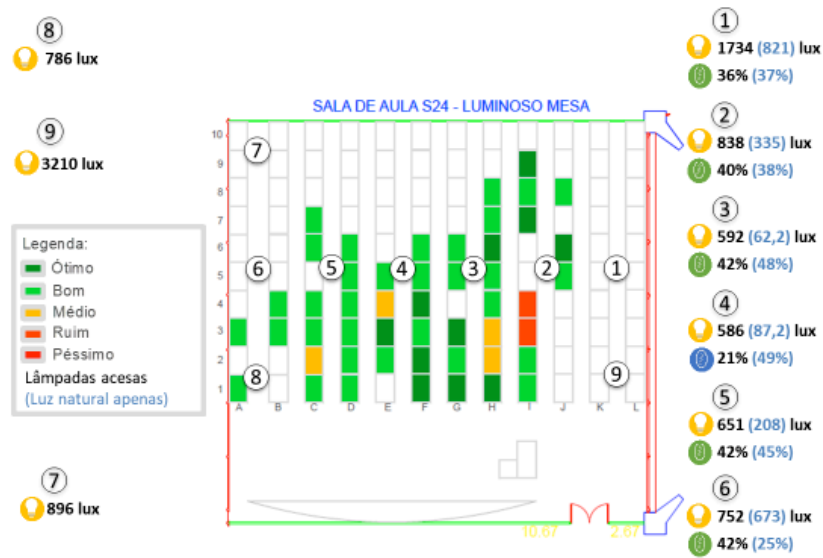 8
786 lux
9
3210 lux
Legenda:
Ótimo
Bom
Médio
Ruim
Péssimo
Lâmpadas acesas
(Luz natural apenas)
7
896 lux
SALA DE AULA S24 - LUMINOSO MESA
10
9
8
7
6
5
4
3
2
1
7
6
5
4
3
2
1
8
9
A B C D E F G H I J K L
10.67
2.67
1
1734 (821) lux
36% (37%)
2
838 (335) lux
40% (38%)
3
592 (62,2) lux
42% (48%)
4
586 (87,2) lux
21% (49%)
5
651 (208) lux
42% (45%)
6
752 (673) lux
42% (25%)